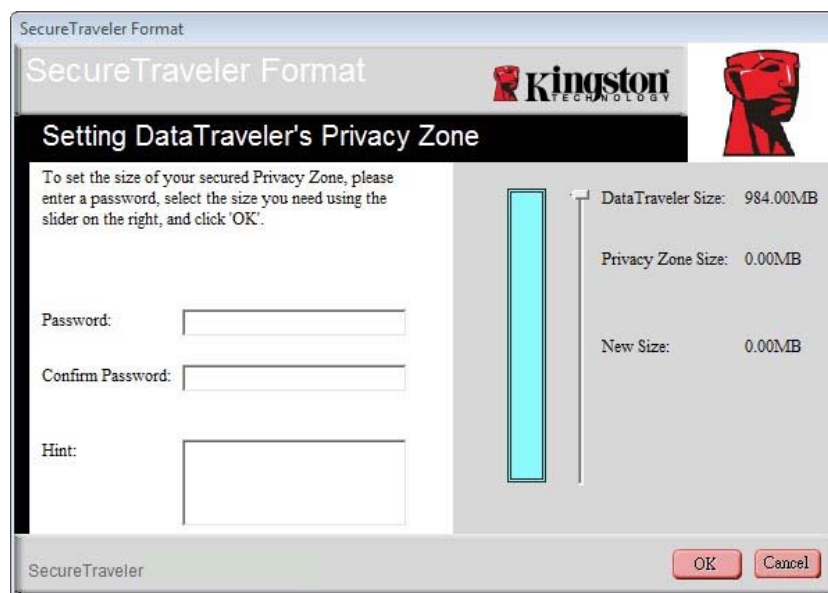 SecureTraveler Format
SecureTraveler Format
Kingston
TECHNOLOGY
Setting DataTraveler's Privacy Zone
To set the size of your secured Privacy Zone, please
enter a password, select the size you need using the
slider on the right, and click 'OK'.
DataTraveler Size: 984.00MB
Privacy Zone Size: 0.00MB
New Size: 0.00MB
Password:
Confirm Password:
Hint:
SecureTraveler
OK
Cancel